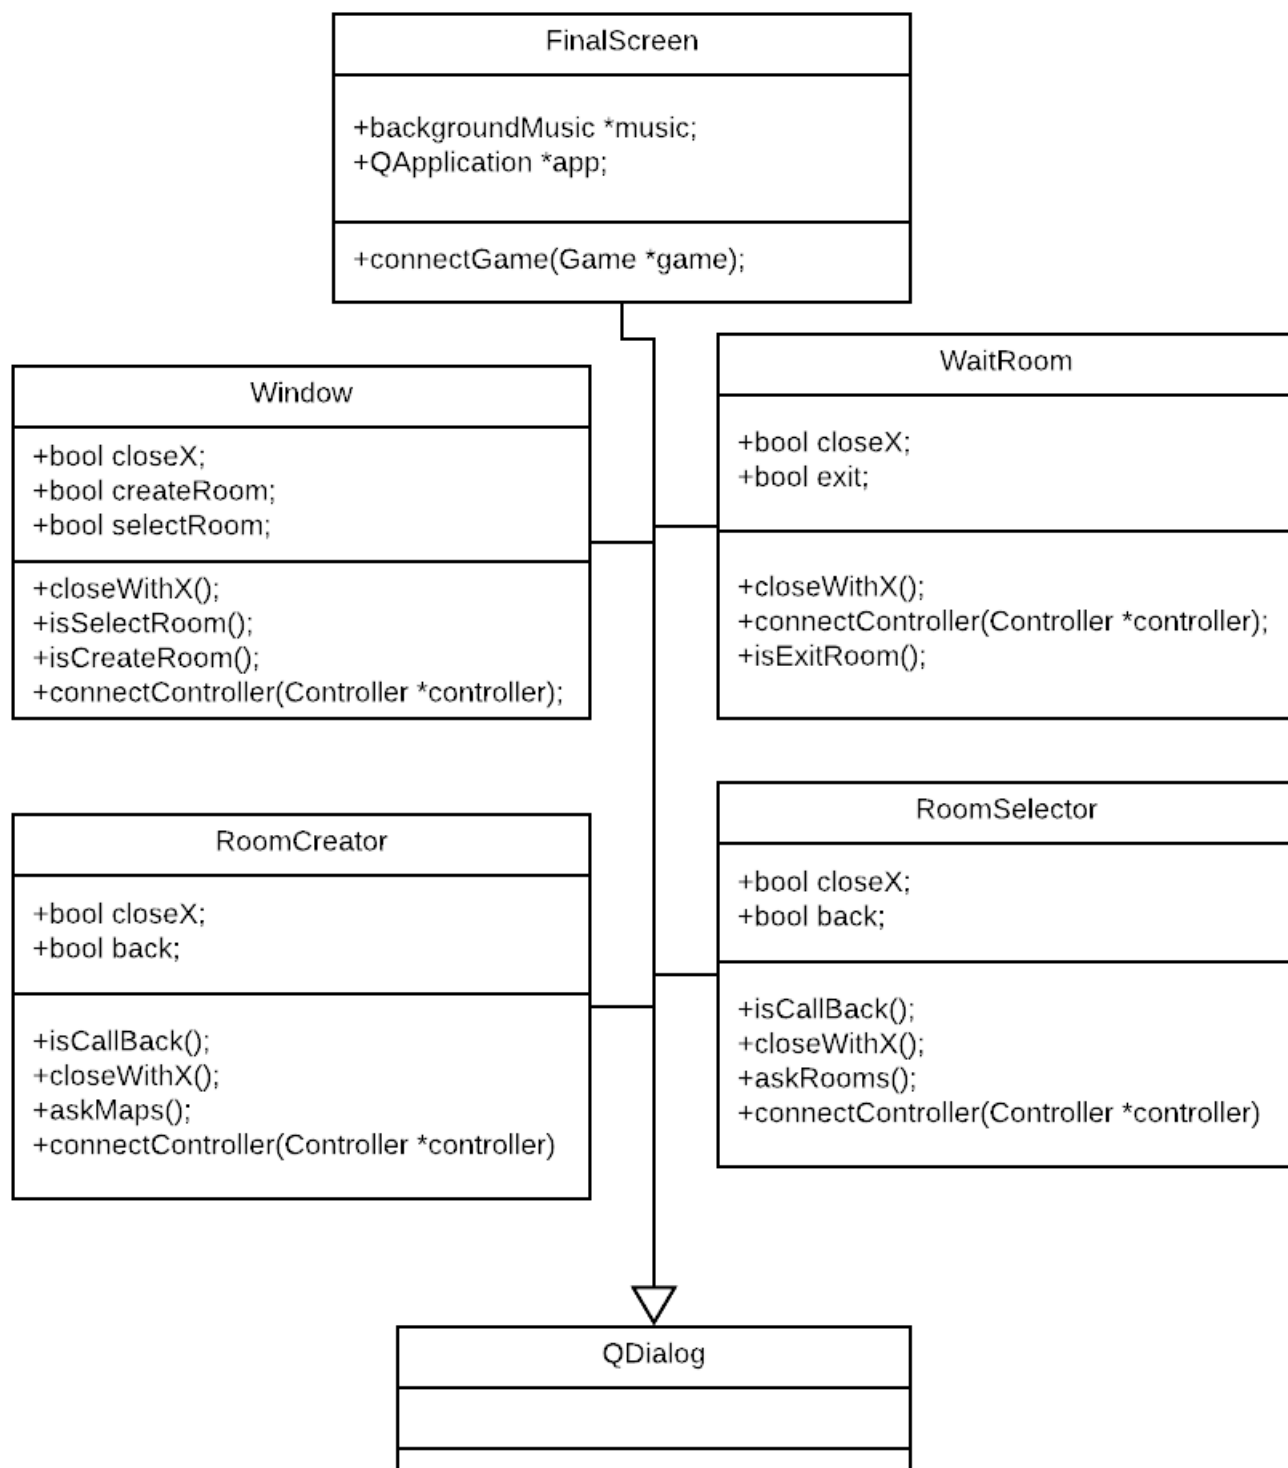 FinalScreen
+backgroundMusic *music;
+QApplication *app;
+connectGame(Game *game);
Window
+bool closeX;
+bool createRoom;
+bool selectRoom;
+closeWithX();
+isSelectRoom();
+isCreateRoom();
+connectController(Controller *controller);
WaitRoom
+bool closeX;
+bool exit;
+closeWithX();
+connectController(Controller *controller);
+isExitRoom();
RoomCreator
+bool closeX;
+bool back;
+isCallBack();
+closeWithX();
+askMaps();
+connectController(Controller *controller)
RoomSelector
+bool closeX;
+bool back;
+isCallBack();
+closeWithX();
+askRooms();
+connectController(Controller *controller)
QDialog